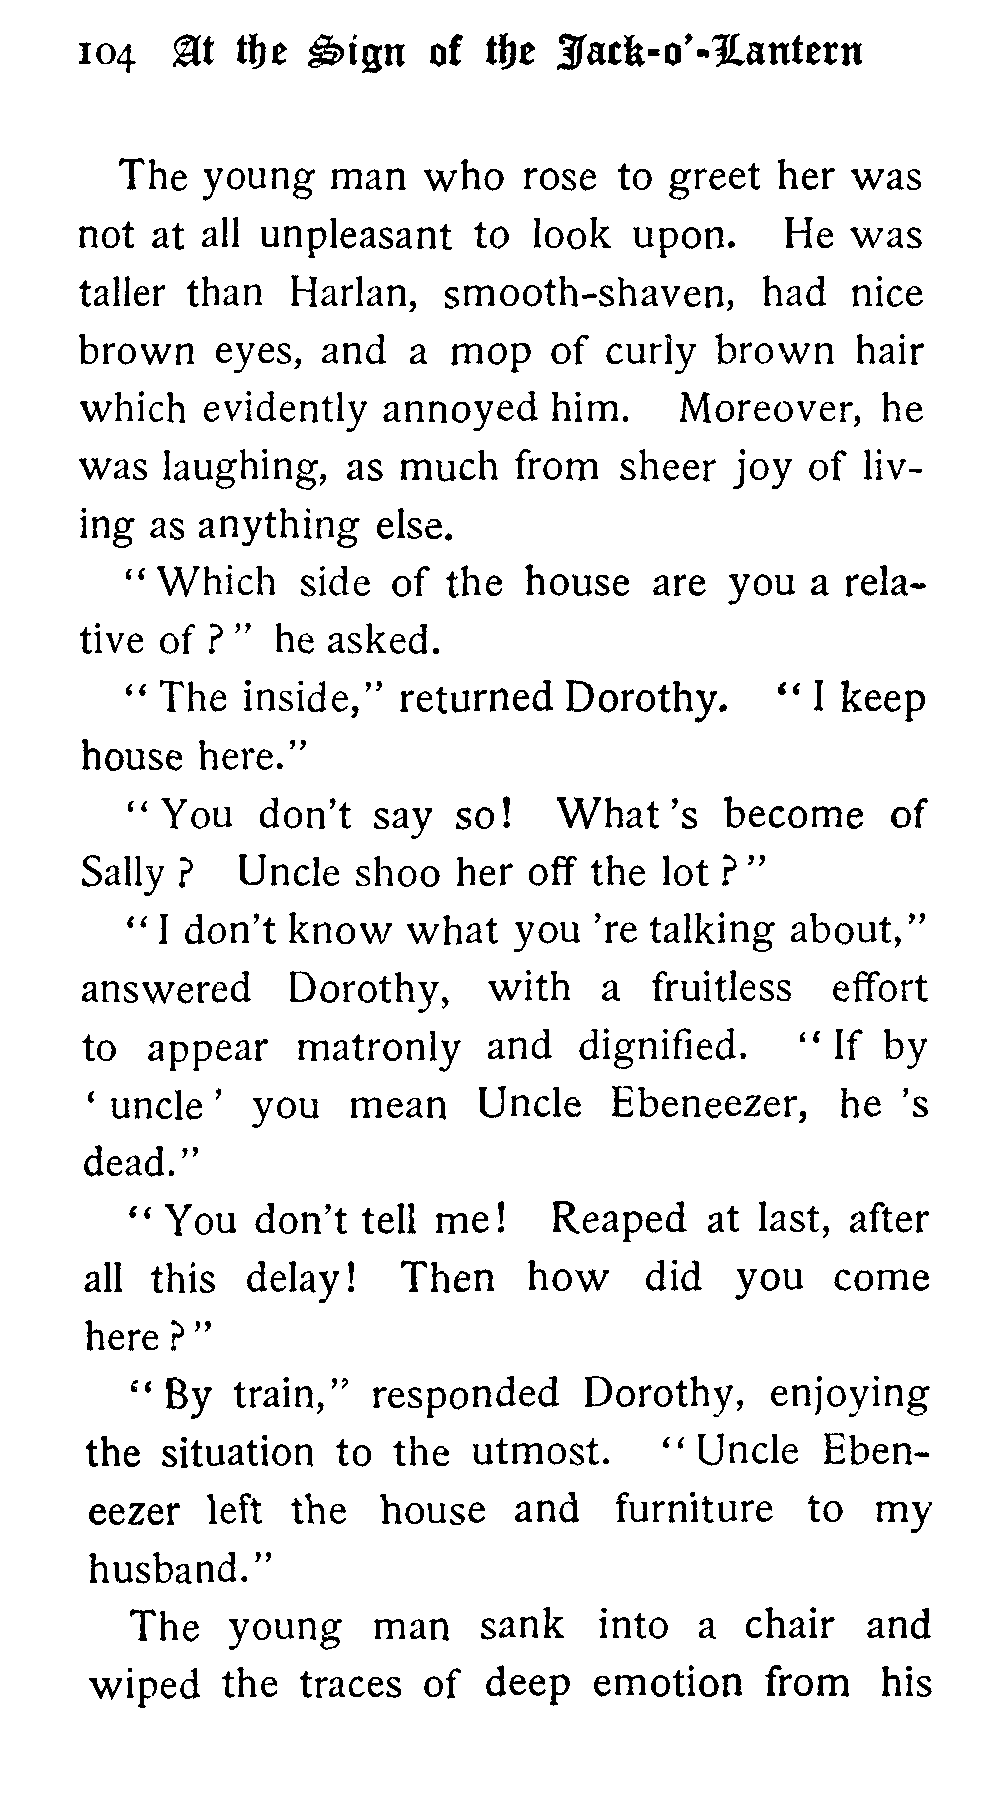 104 At the Sign of the Jack-o'-Lantern
The young man who rose to greet her was
not at all unpleasant to look upon. He was
taller than Harlan, smooth-shaven, had nice
brown eyes, and a mop of curly brown hair
which evidently annoyed him. Moreover, he
was laughing, as much from sheer joy of liv-
ing as anything else.
“Which side of the house are you a rela-
tive of?” he asked.
“The inside,” returned Dorothy. “I keep
house here.”
“You don't say so! What 's become of
Sally? Uncle shoo her off the lot?”
“I don't know what you 're talking about,”
answered Dorothy, with a fruitless effort
to appear matronly and dignified. “If by
‘uncle’ you mean Uncle Ebeneezer, he 's
dead.”
“You don't tell me! Reaped at last, after
all this delay! Then how did you come
here?”
“By train,” responded Dorothy, enjoying
the situation to the utmost. “Uncle Eben-
eezer left the house and furniture to my
husband.”
The young man sank into a chair and
wiped the traces of deep emotion from his